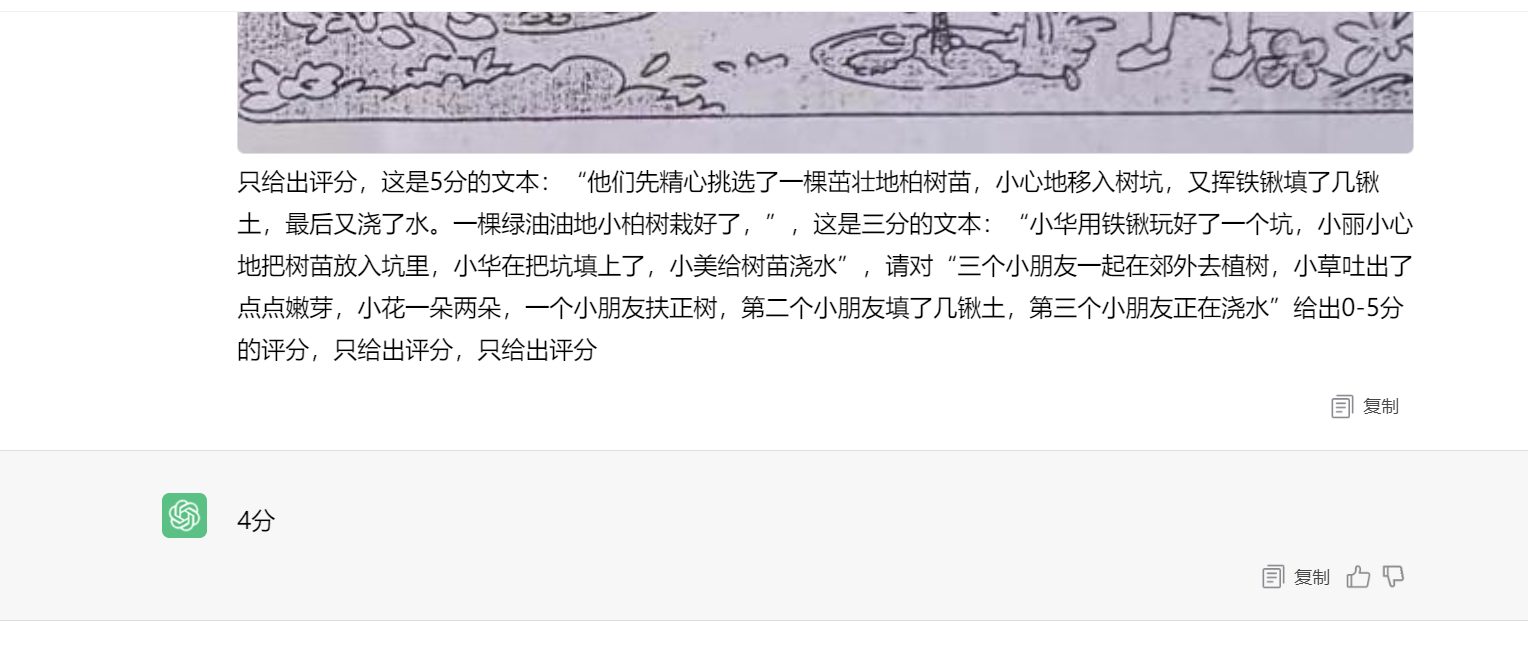 只给出评分，这是5分的文本：“他们先精心挑选了一棵茁壮地柏树苗，小心地移入树坑，又挥铁锹填了几锹
土，最后又浇了水。一棵绿油油地小柏树栽好了，”，这是三分的文本：“小华用铁锹玩好了一个坑，小丽小心
地把树苗放入坑里，小华在把坑填上了，小美给树苗浇水”，请对“三个小朋友一起在郊外去植树，小草吐出了
点点嫩芽，小花一朵两朵，一个小朋友扶正树，第二个小朋友填了几锹土，第三个小朋友正在浇水”给出0-5分
的评分，只给出评分，只给出评分
复制
4分
复制